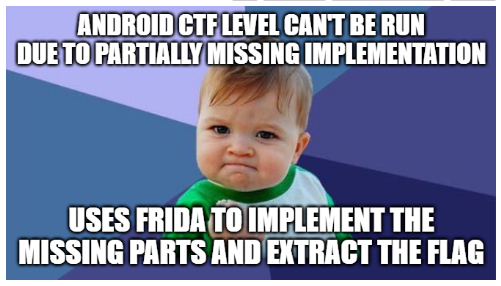 ANDROID CTF LEVEL CAN'T BE RUN
DUE TO PARTIALLY MISSING IMPLEMENTATION
USES FRIDA TO IMPLEMENT THE
MISSING PARTS AND EXTRACT THE FLAG